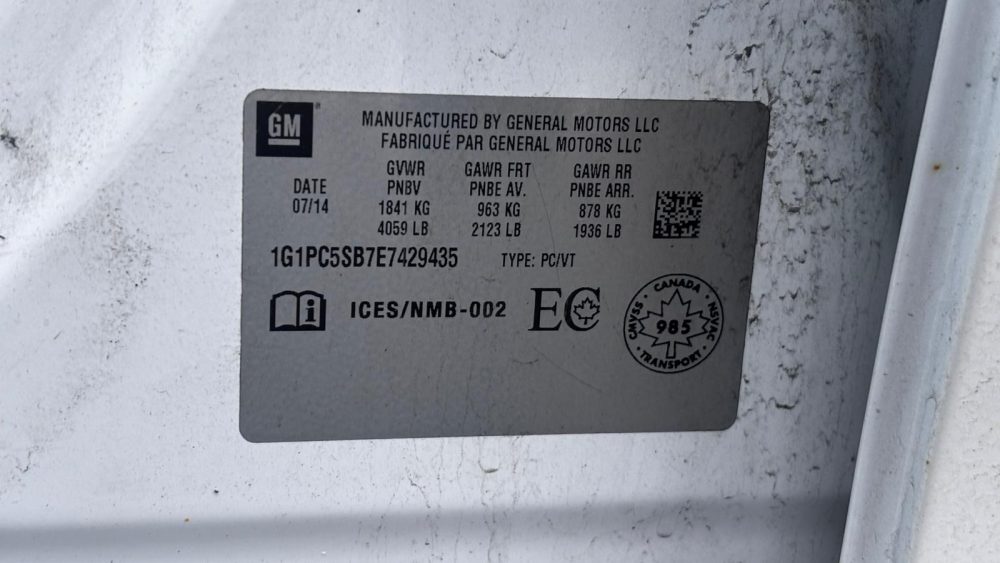 GM
MANUFACTURED BY GENERAL MOTORS LLC
FABRIQUÉ PAR GENERAL MOTORS LLC
DATE
07/14
GVWR
PNBV
1841 KG
4059 LB
GAWR FRT
PNBE AV.
963 KG
2123 LB
GAWR RR
PNBE ARR.
878 KG
1936 LB
1G1PC5SB7E7429435 TYPE: PC/VT
i ICES/NMB-002 EC
CANADA
CMVSS 985 NSVAC
TRANSPORT